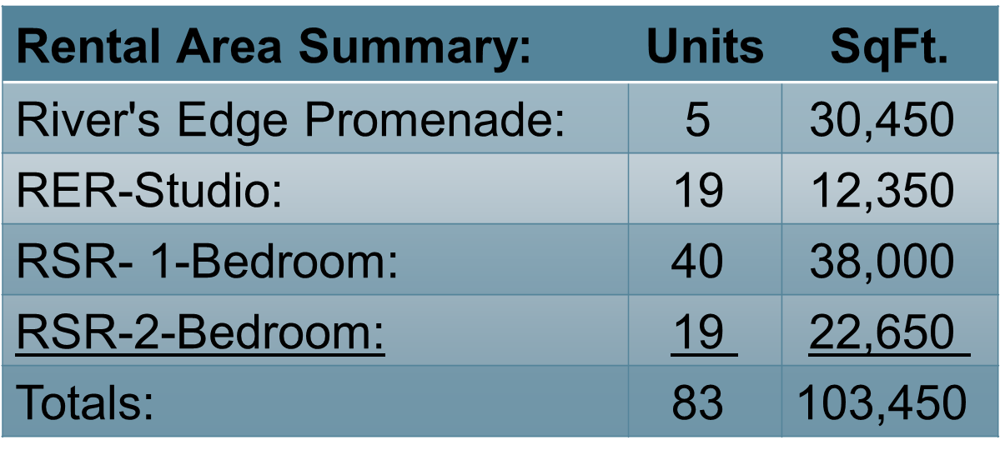 Rental Area Summary: Units SqFt.
River's Edge Promenade: 5 30,450
RER-Studio: 19 12,350
RSR- 1-Bedroom: 40 38,000
RSR-2-Bedroom: 19 22,650
Totals: 83 103,450